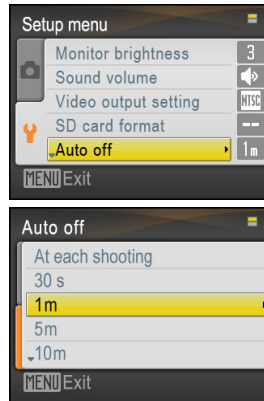 Setup menu
Monitor brightness 3
Sound volume
Video output setting NTSC
SD card format --
Auto off 1m
MENU Exit
Auto off
At each shooting
30 s
1m
5m
10m
MENU Exit